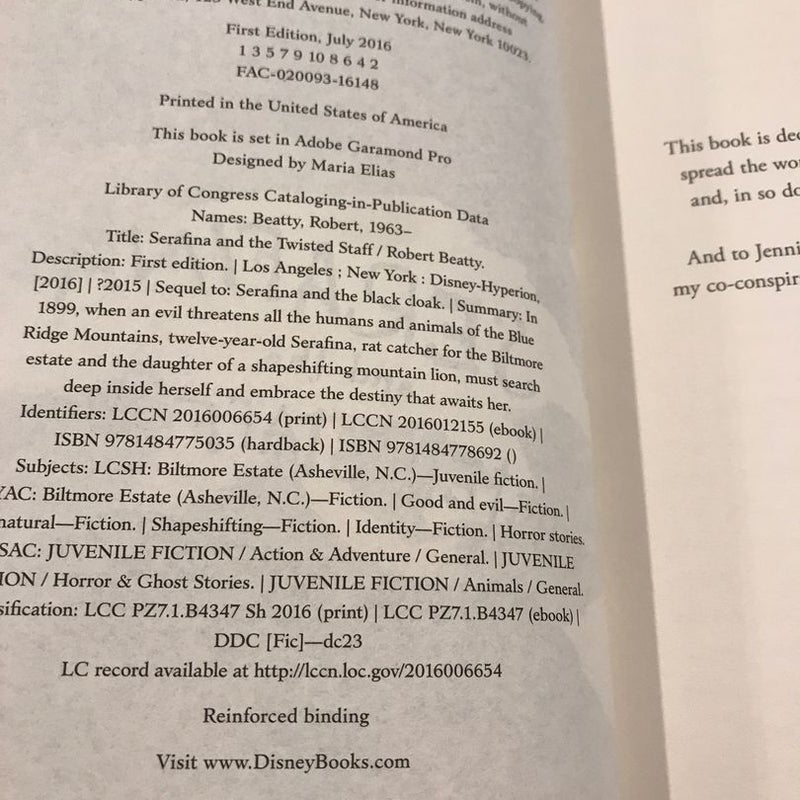 without
information address
West End Avenue, New York, New York 10023.
First Edition, July 2016
1 3 5 7 9 10 8 6 4 2
FAC-020093-16148
Printed in the United States of America
This book is set in Adobe Garamond Pro
Designed by Maria Elias
Library of Congress Cataloging-in-Publication Data
Names: Beatty, Robert, 1963–
Title: Serafina and the Twisted Staff / Robert Beatty.
Description: First edition. | Los Angeles ; New York : Disney-Hyperion,
[2016] | ?2015 | Sequel to: Serafina and the black cloak. | Summary: In
1899, when an evil threatens all the humans and animals of the Blue
Ridge Mountains, twelve-year-old Serafina, rat catcher for the Biltmore
estate and the daughter of a shapeshifting mountain lion, must search
deep inside herself and embrace the destiny that awaits her.
Identifiers: LCCN 2016006654 (print) | LCCN 2016012155 (ebook) |
ISBN 9781484775035 (hardback) | ISBN 9781484778692 ()
Subjects: LCSH: Biltmore Estate (Asheville, N.C.)—Juvenile fiction. |
YAC: Biltmore Estate (Asheville, N.C.)—Fiction. | Good and evil—Fiction. |
natural—Fiction. | Shapeshifting—Fiction. | Identity—Fiction. | Horror stories.
SAC: JUVENILE FICTION / Action & Adventure / General. | JUVENILE
ION / Horror & Ghost Stories. | JUVENILE FICTION / Animals / General.
sification: LCC PZ7.1.B4347 Sh 2016 (print) | LCC PZ7.1.B4347 (ebook) |
DDC [Fic]—dc23
LC record available at http://lccn.loc.gov/2016006654
Reinforced binding
Visit www.DisneyBooks.com
This book is dec
spread the wo
and, in so do
And to Jenni
my co-conspir